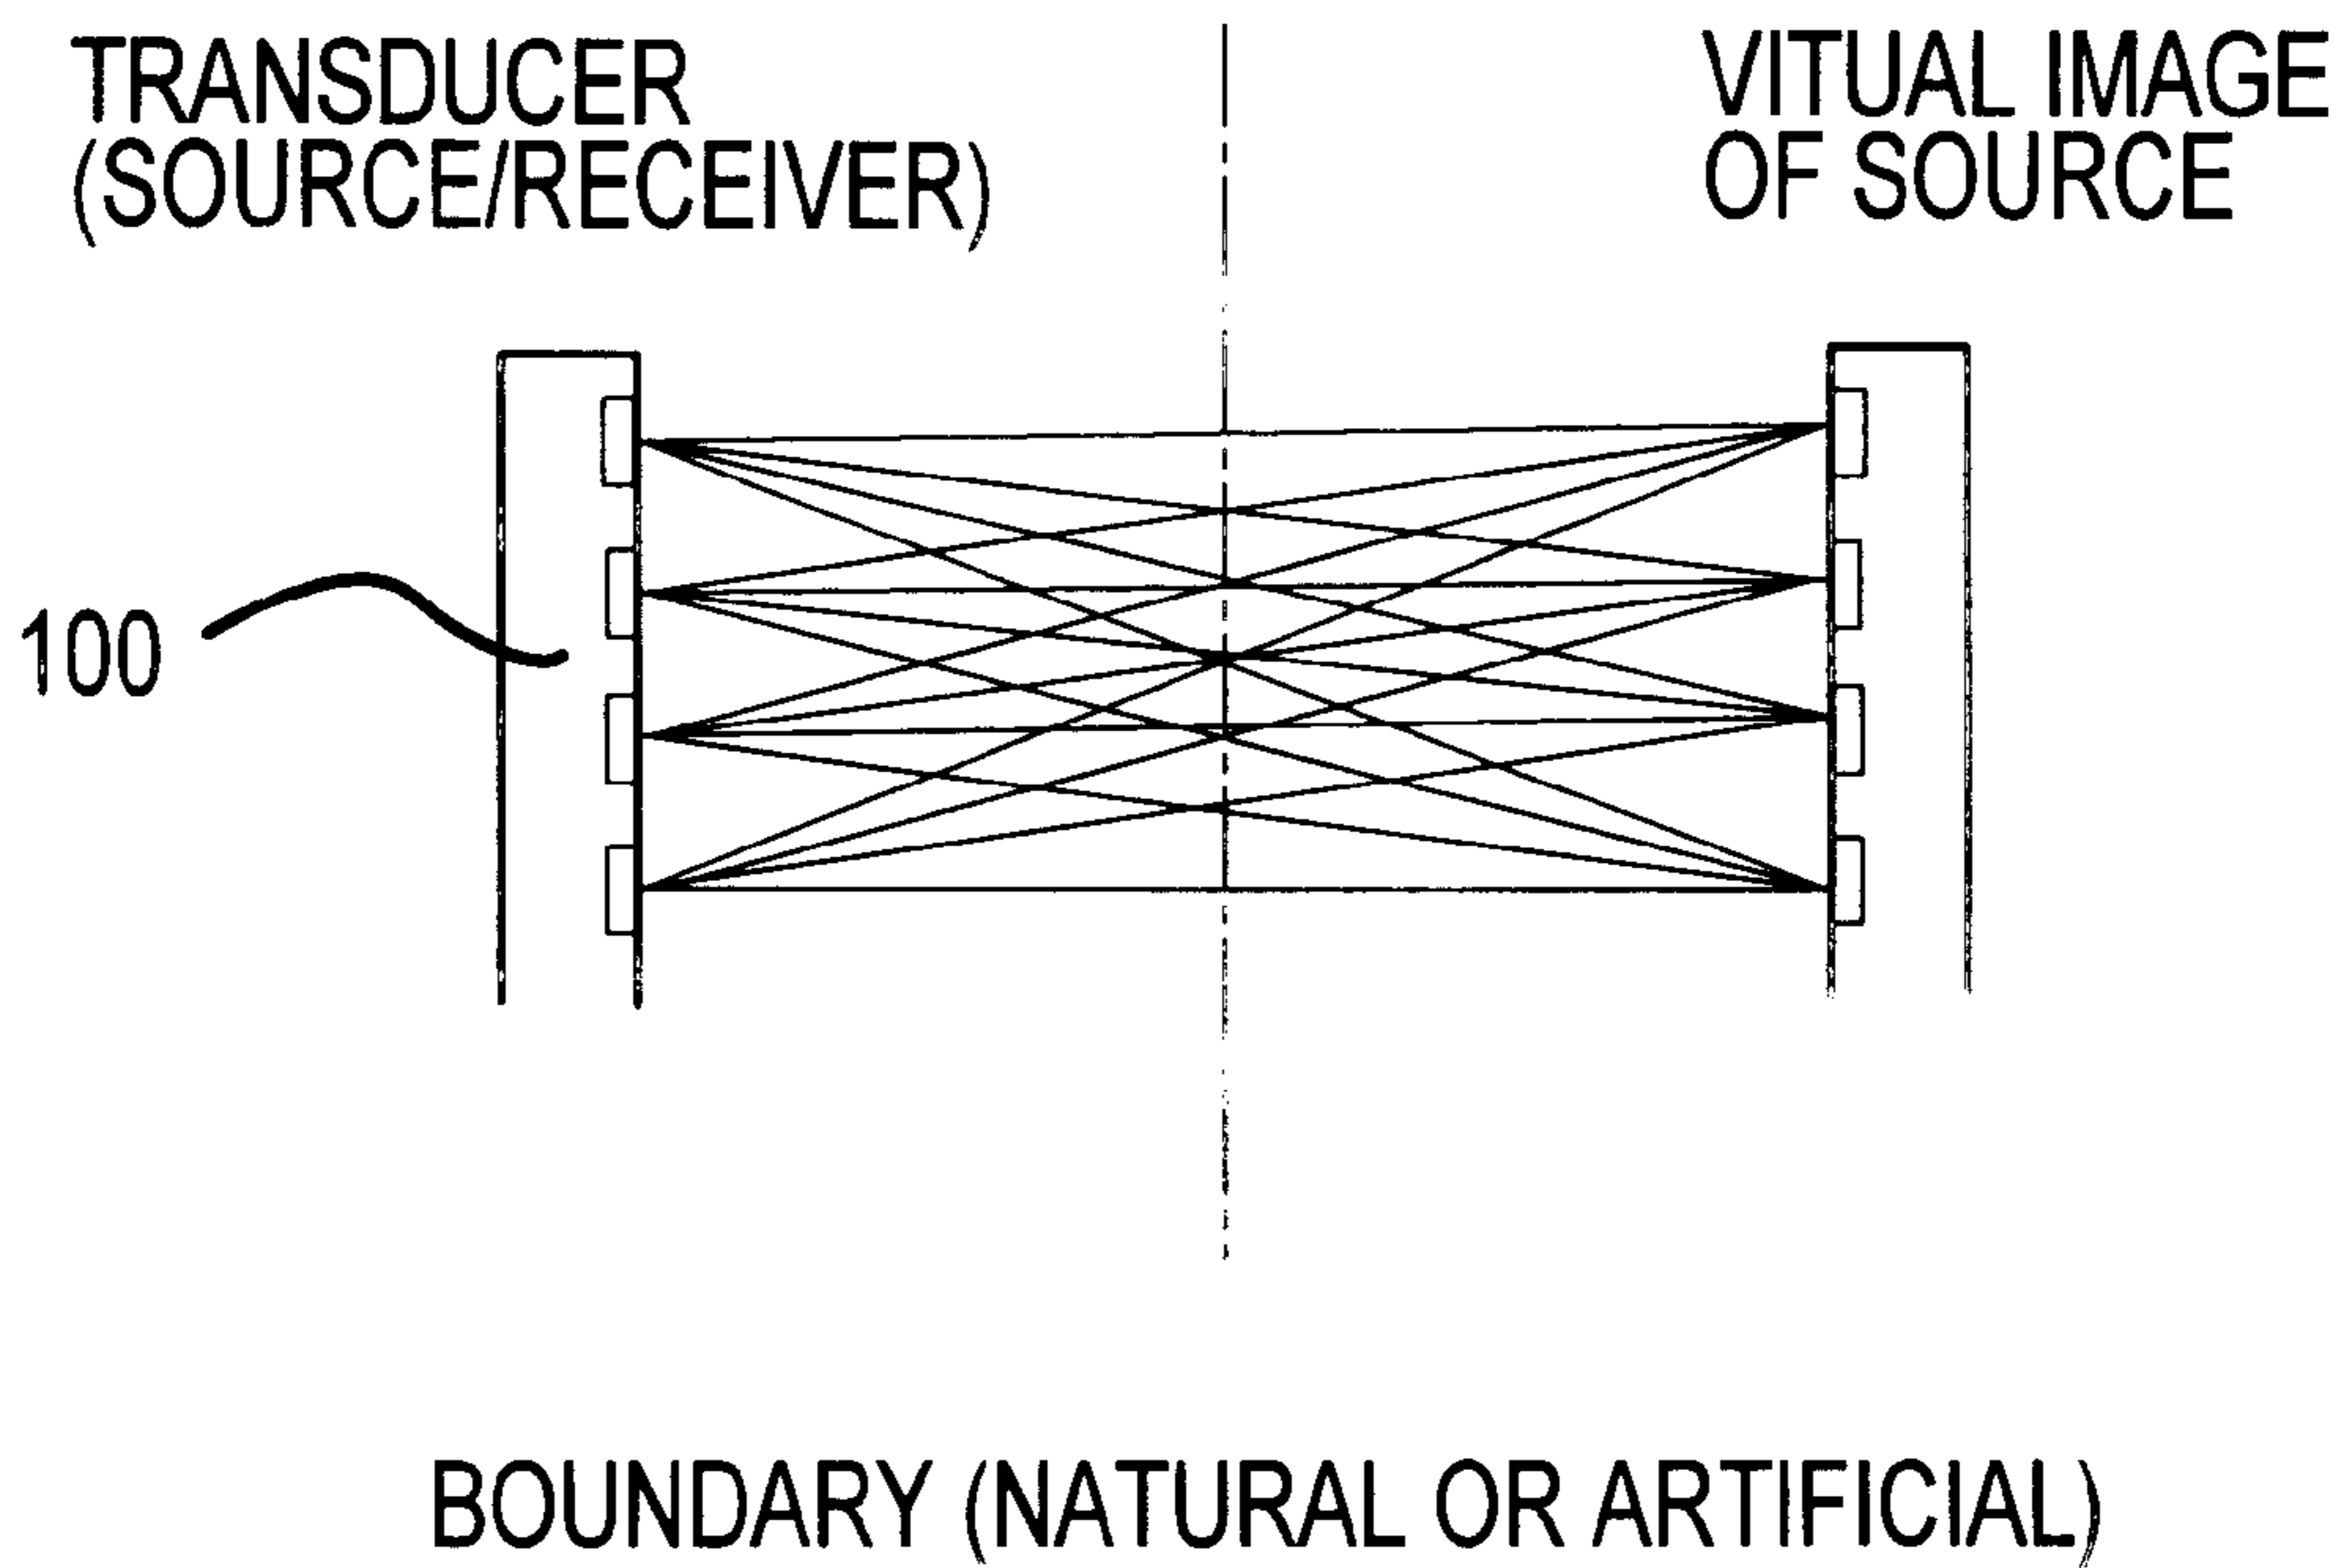 TRANSDUCER
(SOURCE/RECEIVER)
VITUAL IMAGE
OF SOURCE
100
BOUNDARY (NATURAL OR ARTIFICIAL)